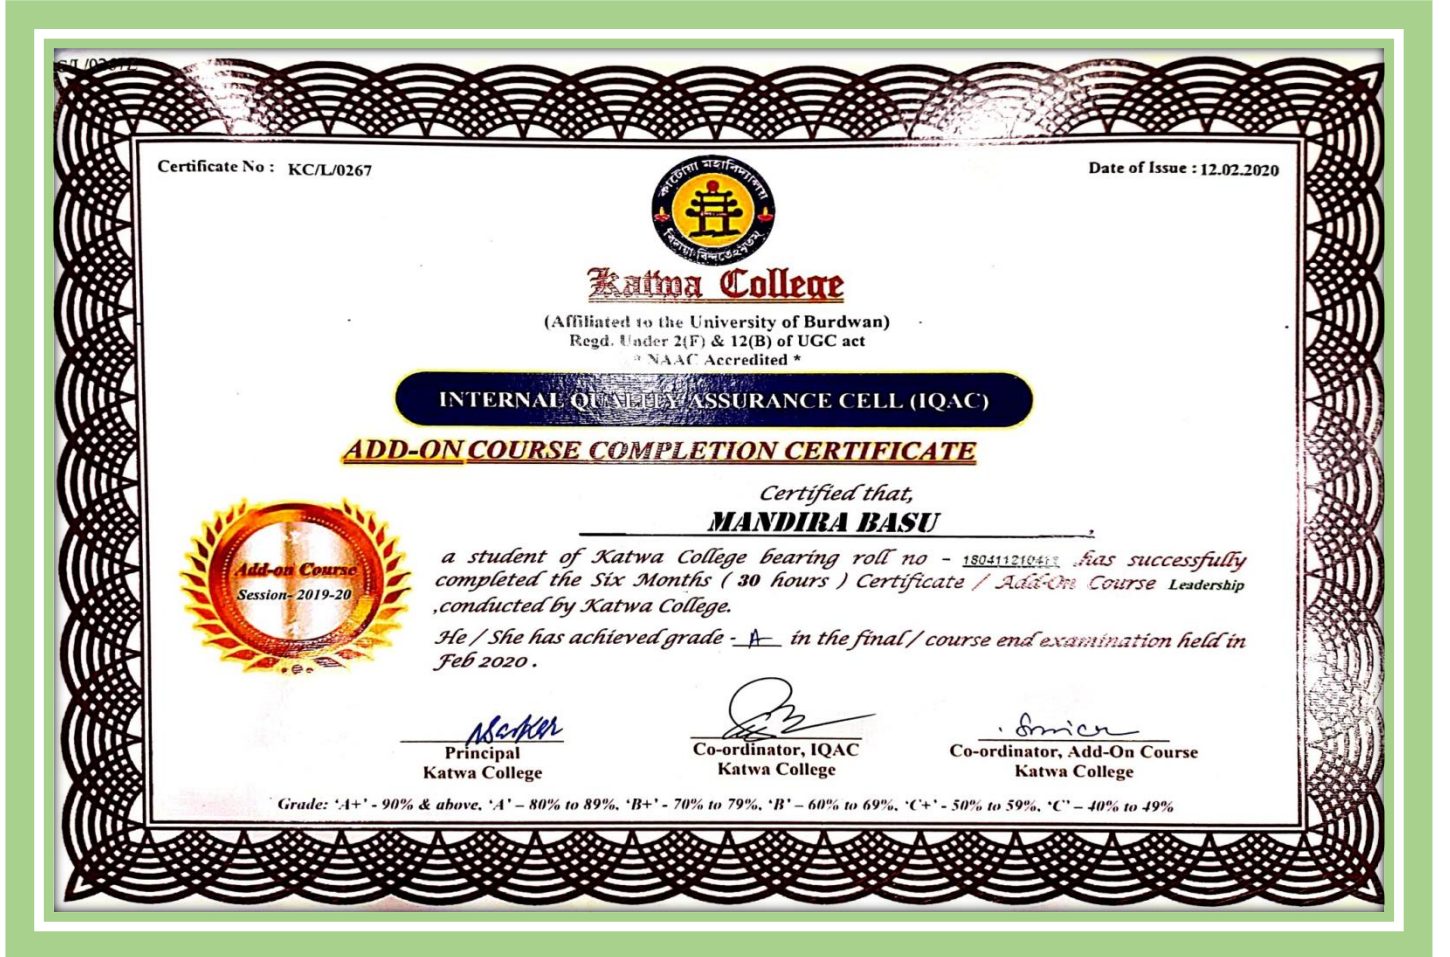 Certificate No : KC/L/0267
Date of Issue : 12.02.2020
কাটোয়া মহাবিদ্যালয়
Katwa College
(Affiliated to the University of Burdwan)
Regd. Under 2(F) & 12(B) of UGC act
* NAAC Accredited *
INTERNAL QUALITY ASSURANCE CELL (IQAC)
ADD-ON COURSE COMPLETION CERTIFICATE
Certified that,
MANDIRA BASU ,
Add-on Course
Session- 2019-20
a student of Katwa College bearing roll no - has successfully
completed the Six Months ( 30 hours ) Certificate / Add-On Course Leadership
,conducted by Katwa College.
He / She has achieved grade - A in the final / course end examination held in
Feb 2020 .
Principal
Katwa College
Co-ordinator, IQAC
Katwa College
Co-ordinator, Add-On Course
Katwa College
Grade: 'A+' - 90% & above, 'A' – 80% to 89%, 'B+' - 70% to 79%, 'B' – 60% to 69%, 'C+' - 50% to 59%, 'C' – 40% to 49%